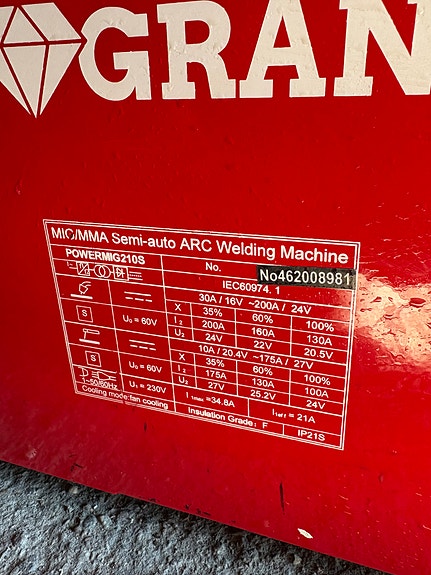 GRAN
MIG/MMA Semi-auto ARC Welding Machine
POWERMIG210S No. No462008981
1~ IEC60974.1
30A / 16V ~200A / 24V
X 35% 60% 100%
S U₀ = 60V I₂ 200A 160A 130A
U₂ 24V 22V 20.5V
10A / 20.4V ~175A / 27V
X 35% 60% 100%
S U₀ = 60V I₂ 175A 130A 100A
U₂ 27V 25.2V 24V
1~50/60Hz U₁ = 230V I₁max =34.8A I₁eff = 21A
Cooling mode:fan cooling Insulation Grade: F IP21S